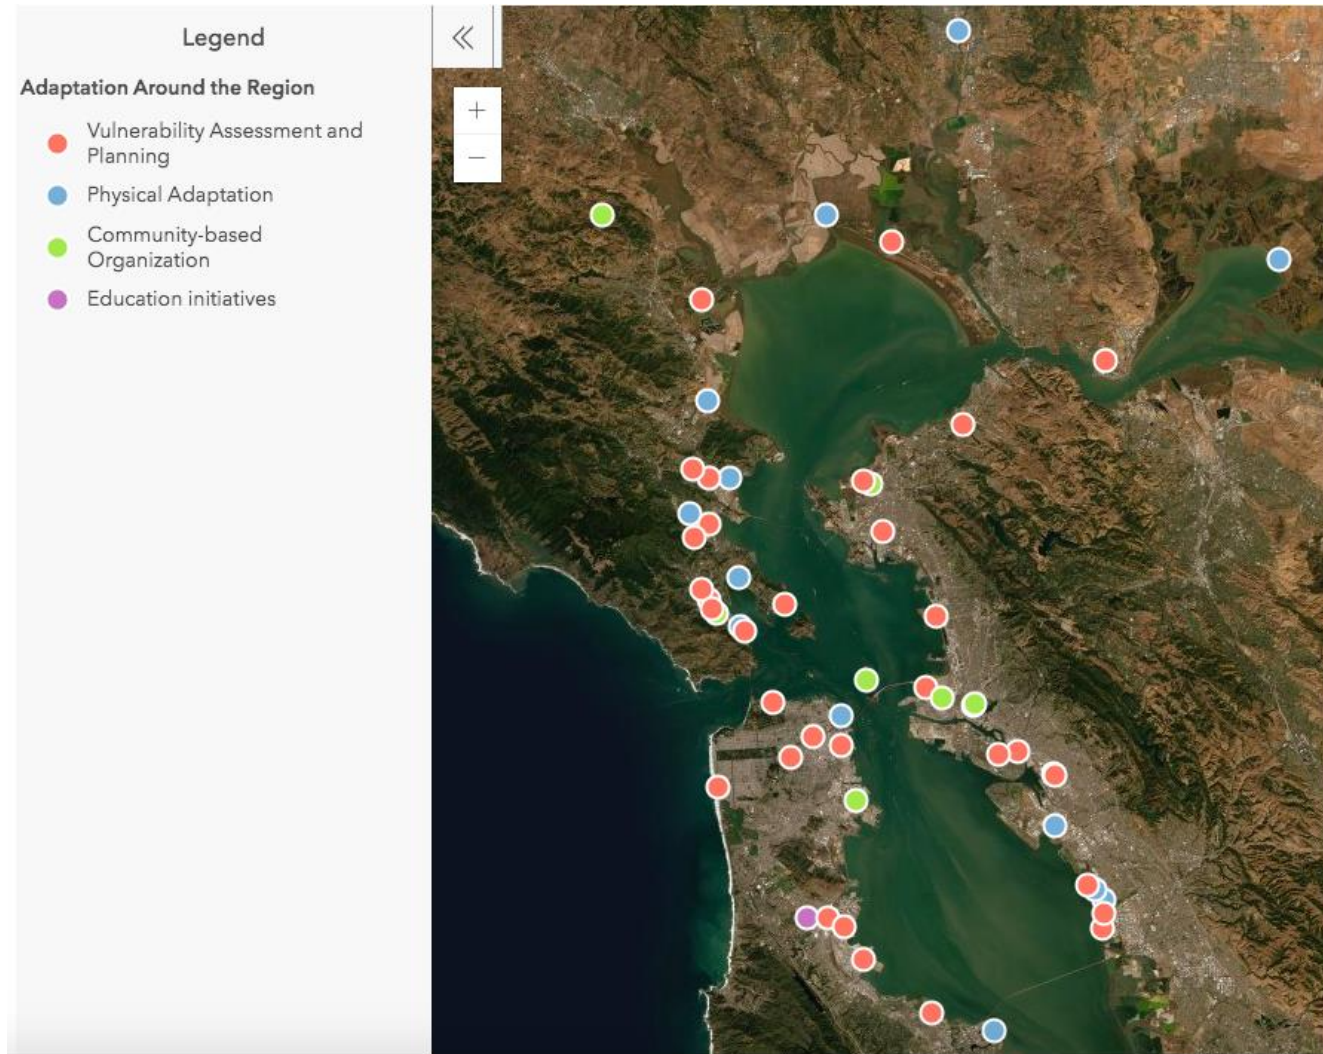 Legend
Adaptation Around the Region
Vulnerability Assessment and
Planning
Physical Adaptation
Community-based
Organization
Education initiatives